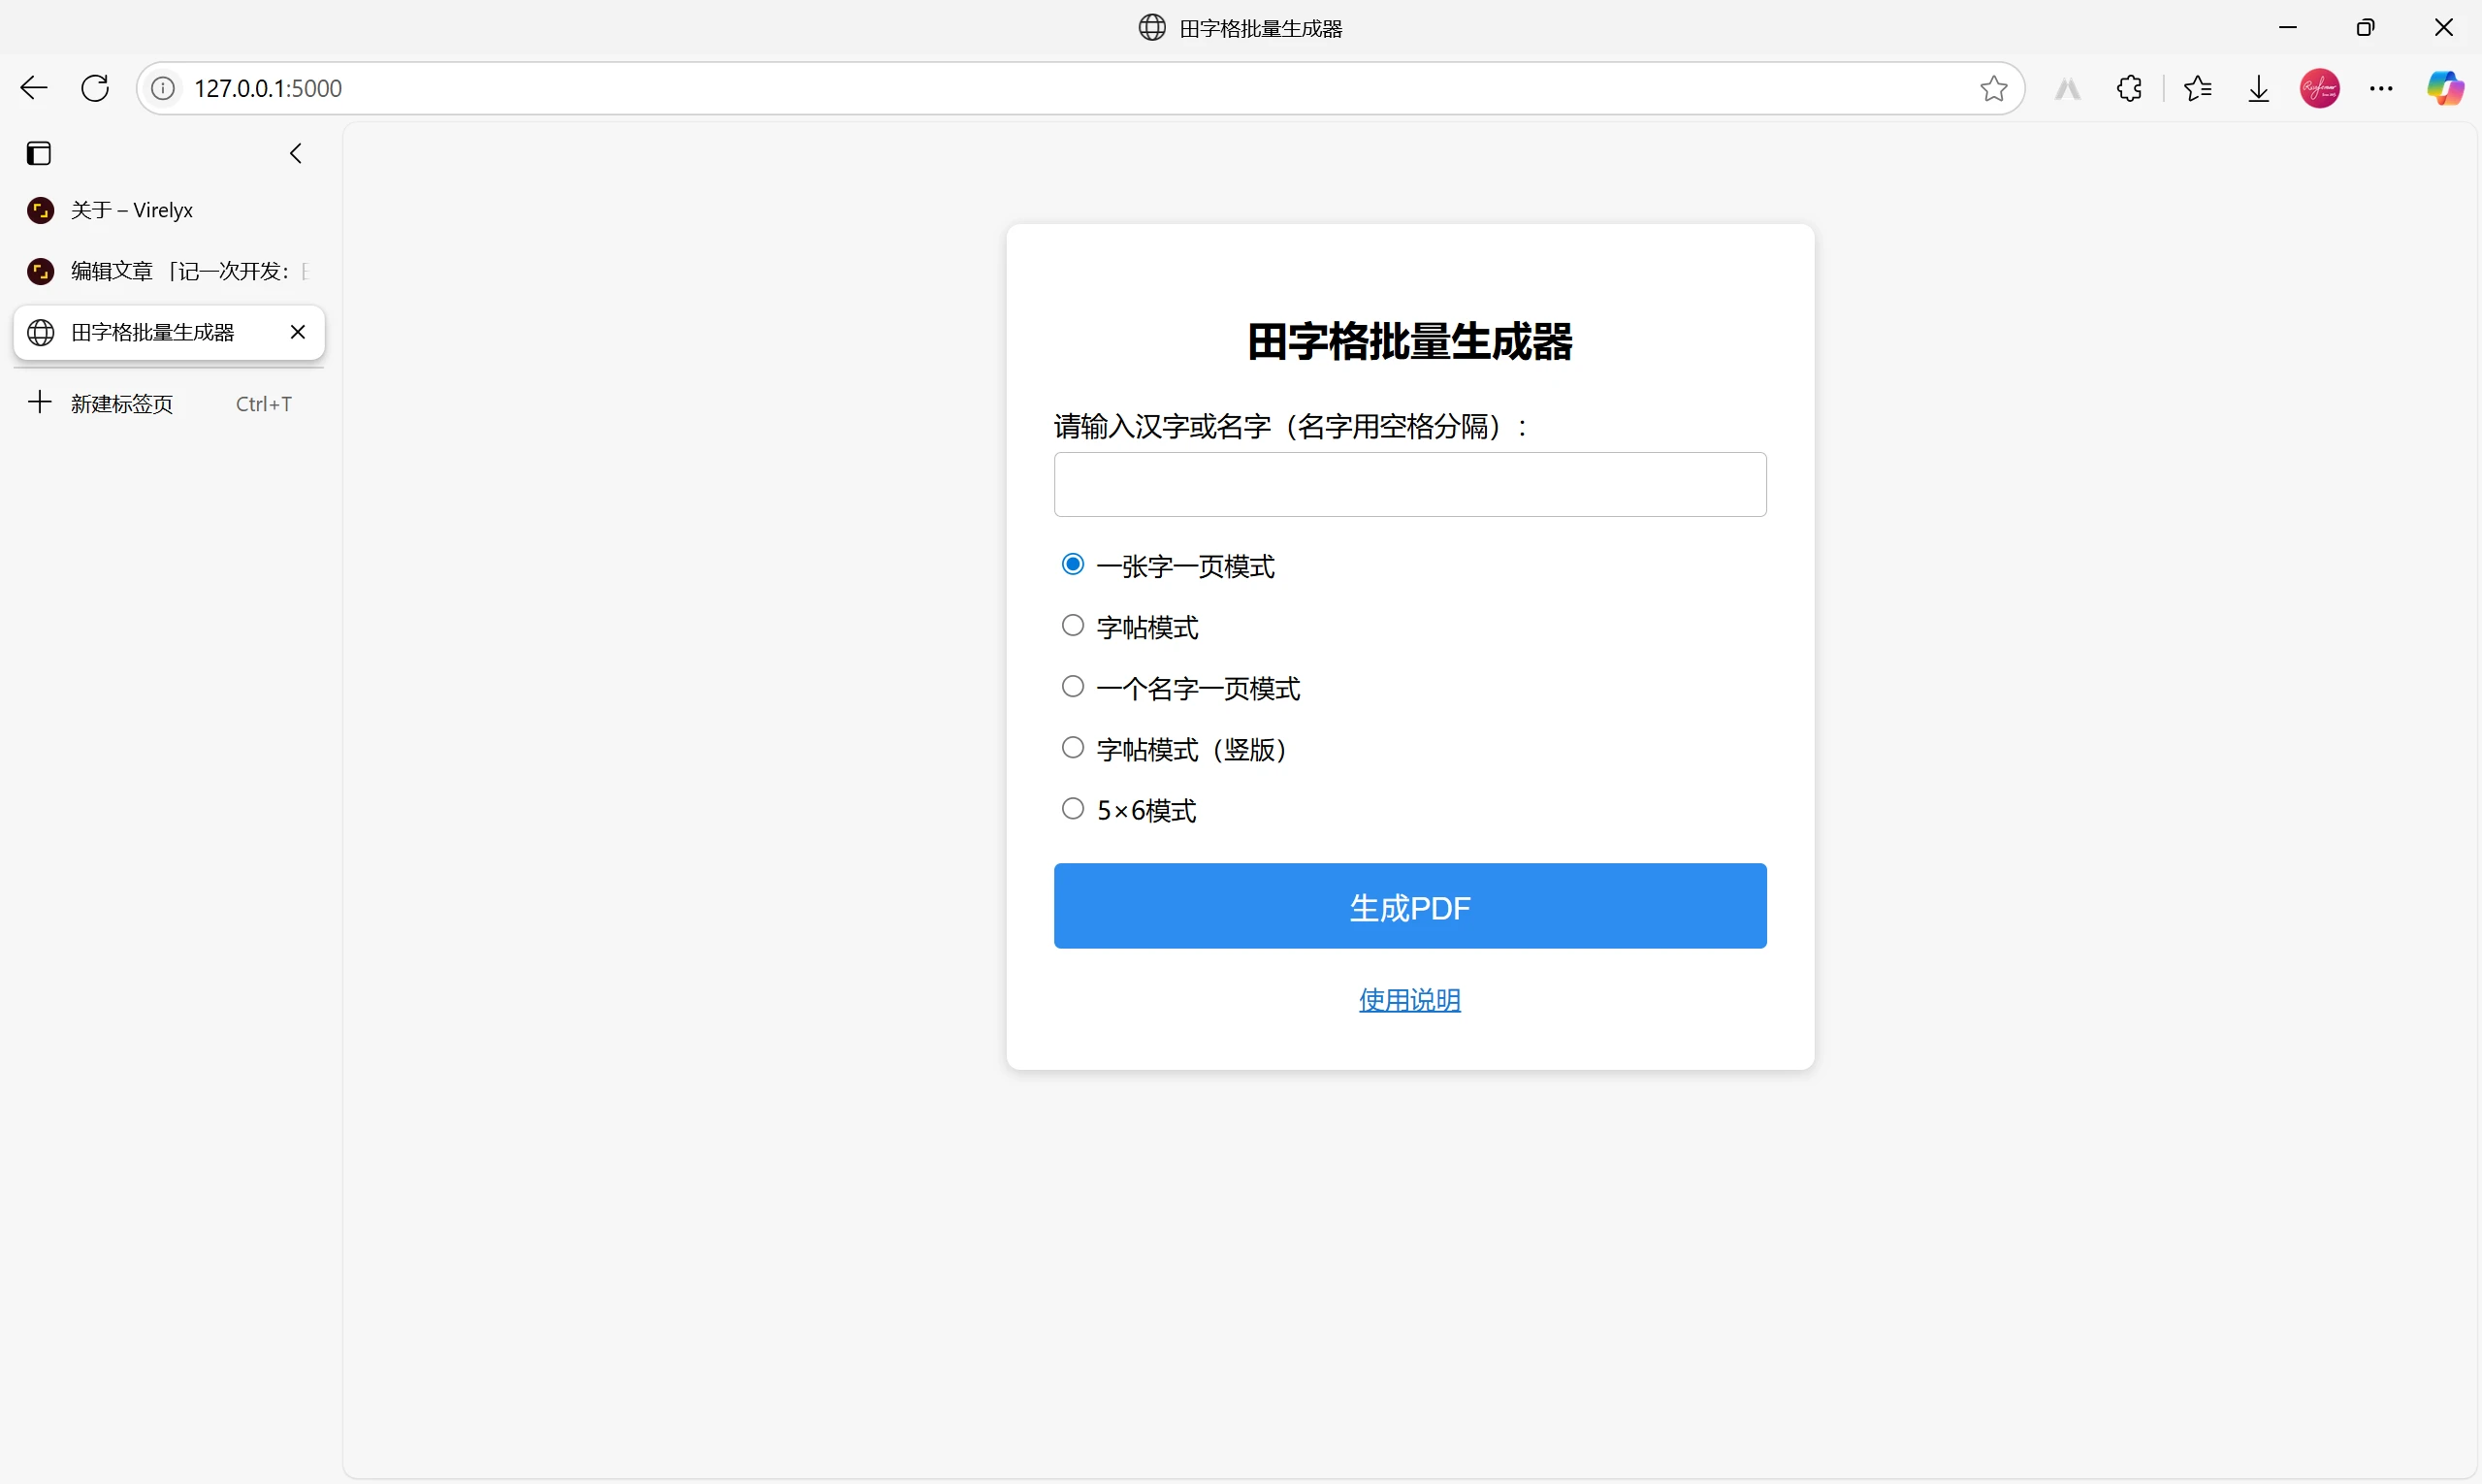 田字格批量生成器
127.0.0.1:5000
关于 – Virelyx
编辑文章 「记一次开发：
田字格批量生成器
新建标签页 Ctrl+T
田字格批量生成器
请输入汉字或名字（名字用空格分隔）：
一张字一页模式
字帖模式
一个名字一页模式
字帖模式（竖版）
5×6模式
生成PDF
使用说明